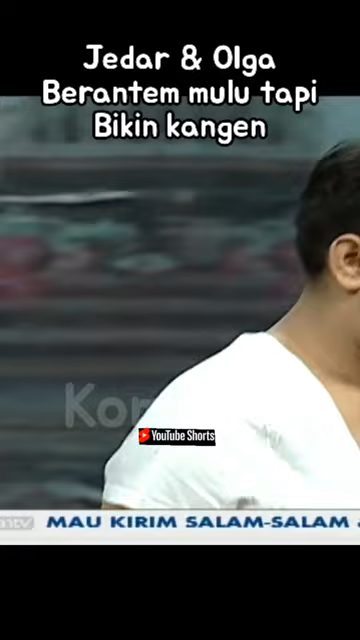 Jedar & Olga
Berantem mulu tapi
Bikin kangen
YouTube Shorts
MAU KIRIM SALAM-SALAM